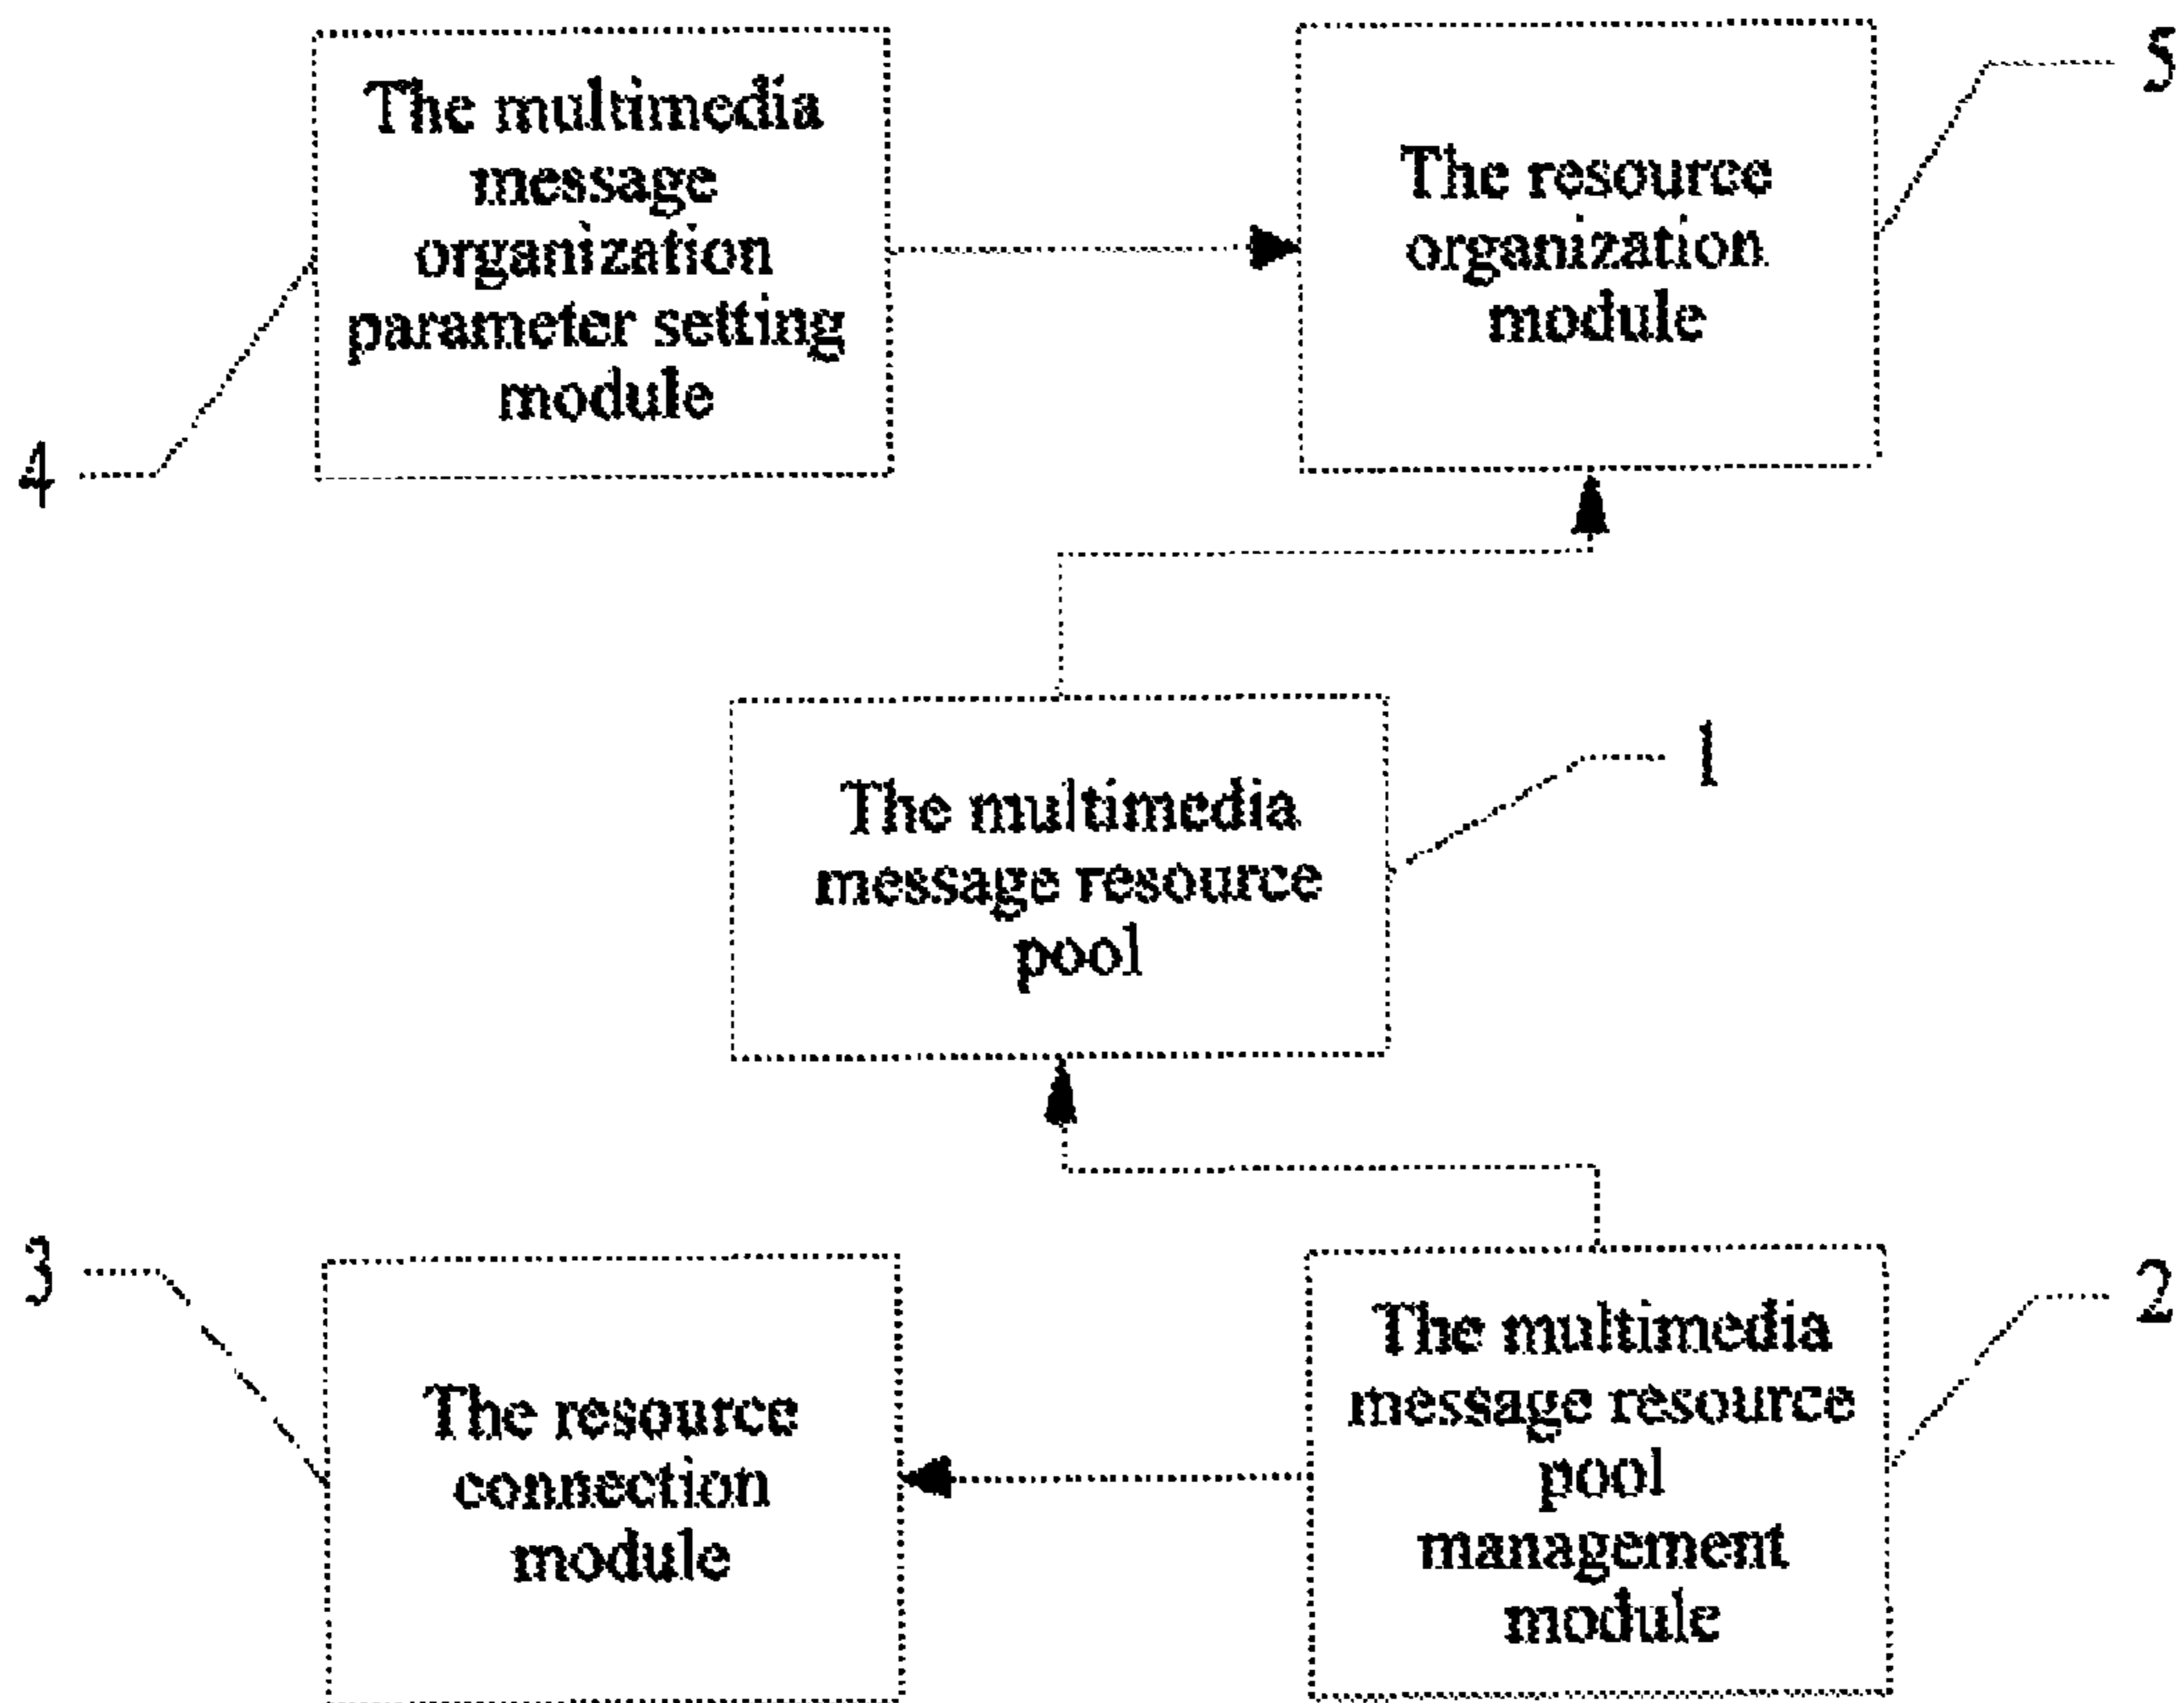 The multimedia
message
organization
parameter setting
module
4
The resource
organization
module
5
The multimedia
message resource
pool
1
The resource
connection
module
3
The multimedia
message resource
pool
management
module
2